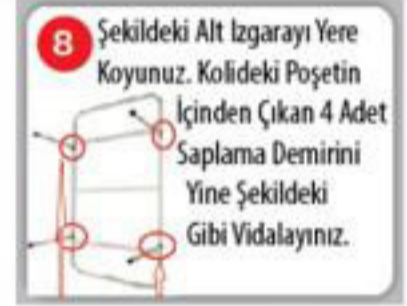 8
Şekildeki Alt Izgarayı Yere
Koyunuz. Kolideki Poşetin
İçinden Çıkan 4 Adet
Saplama Demirini
Yine Şekildeki
Gibi Vidalayınız.